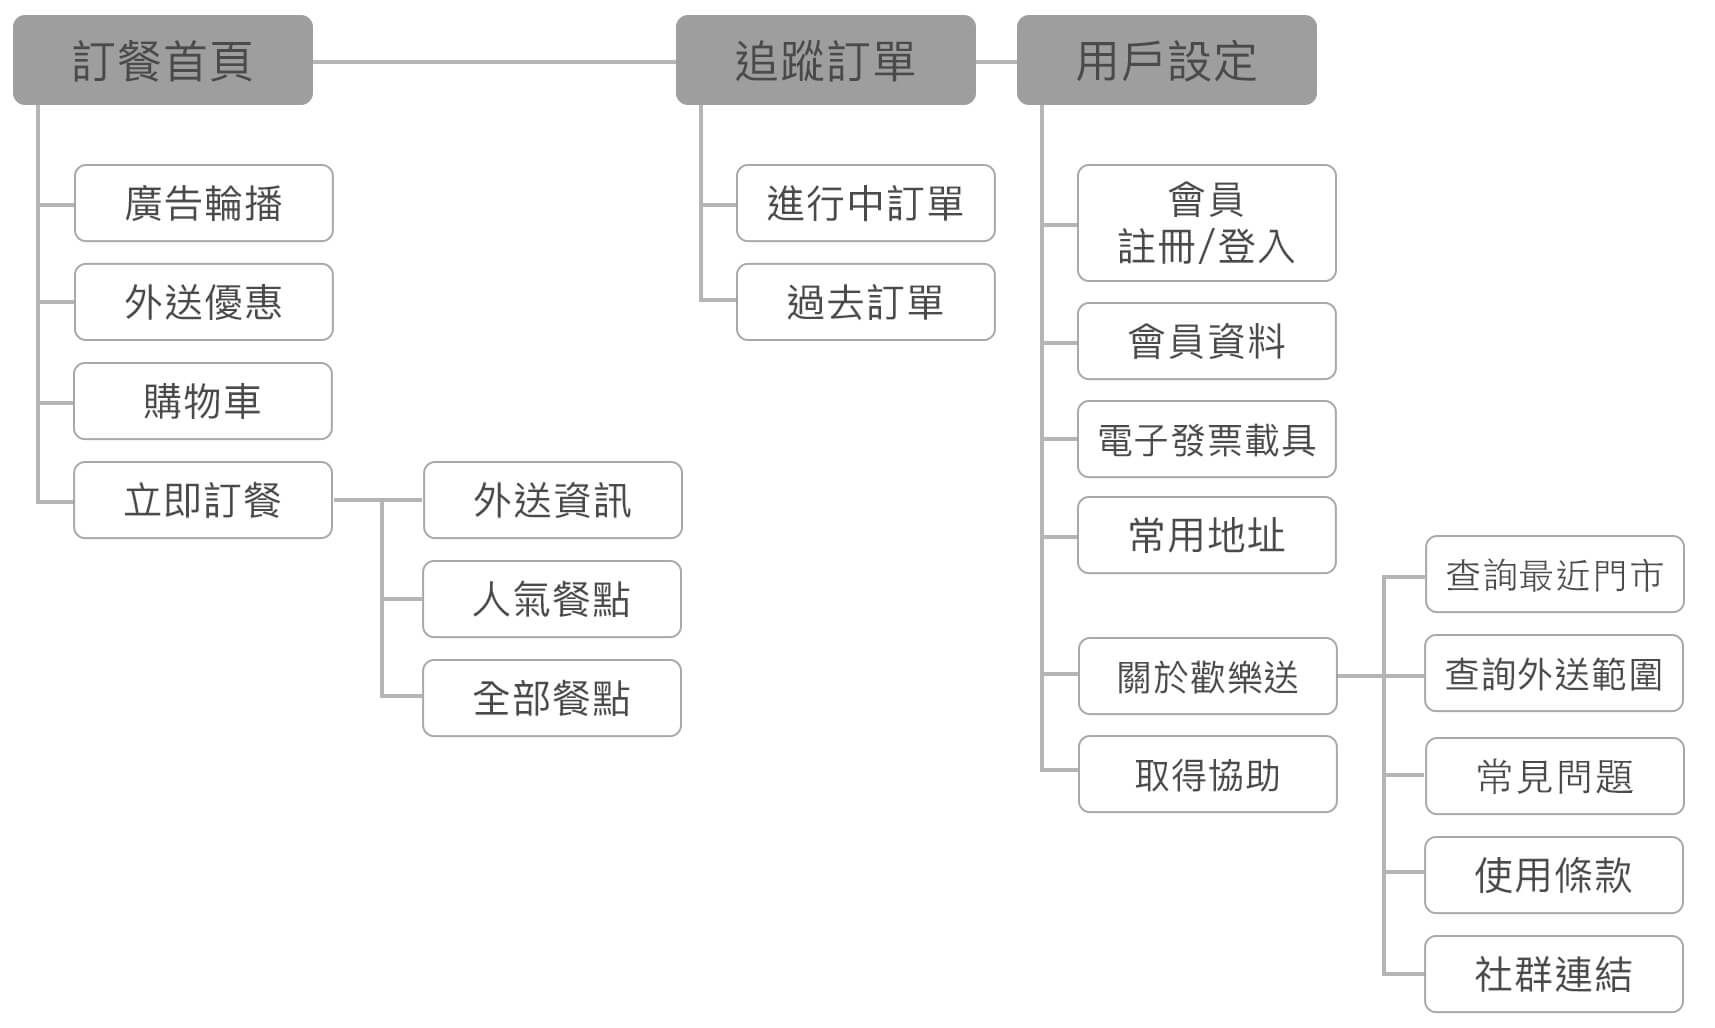 訂餐首頁
廣告輪播
外送優惠
購物車
立即訂餐
外送資訊
人氣餐點
全部餐點
追蹤訂單
進行中訂單
過去訂單
用戶設定
會員
註冊/登入
會員資料
電子發票載具
常用地址
關於歡樂送
取得協助
查詢最近門市
查詢外送範圍
常見問題
使用條款
社群連結